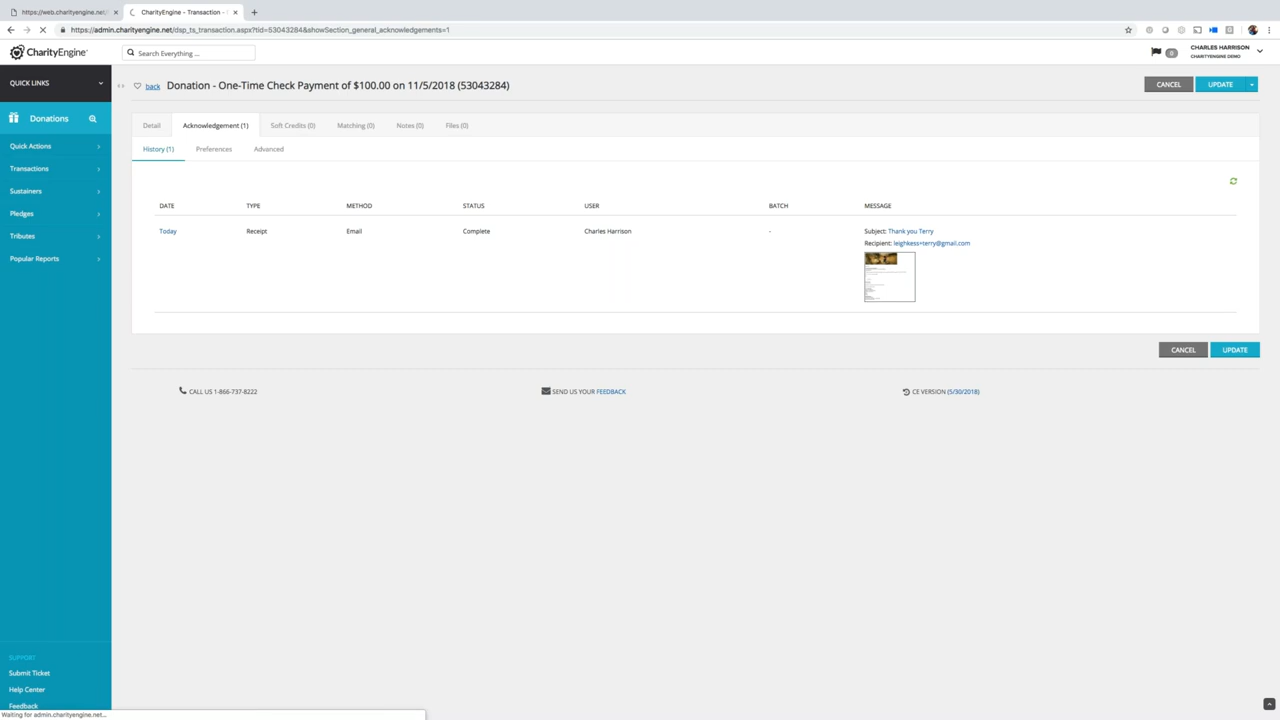 https://web.charityengine.net/
CharityEngine - Transaction -
https://admin.charityengine.net/dsp_ts_transaction.aspx?tid=53043284&showSection_general_acknowledgements=1
CharityEngine
Search Everything ...
0
CHARLES HARRISON
CHARITYENGINE DEMO
QUICK LINKS
back
Donation - One-Time Check Payment of $100.00 on 11/5/2018 (53043284)
CANCEL
UPDATE
Donations
Detail
Acknowledgement (1)
Soft Credits (0)
Matching (0)
Notes (0)
Files (0)
Quick Actions
Transactions
Sustainers
Pledges
Tributes
Popular Reports
History (1)
Preferences
Advanced
DATE TYPE METHOD STATUS USER BATCH MESSAGE
Today Receipt Email Complete Charles Harrison - Subject: Thank you Terry
Recipient: leighkess+terry@gmail.com
CANCEL
UPDATE
CALL US 1-866-737-8222
SEND US YOUR FEEDBACK
CE VERSION (5/30/2018)
SUPPORT
Submit Ticket
Help Center
Feedback
Waiting for admin.charityengine.net...